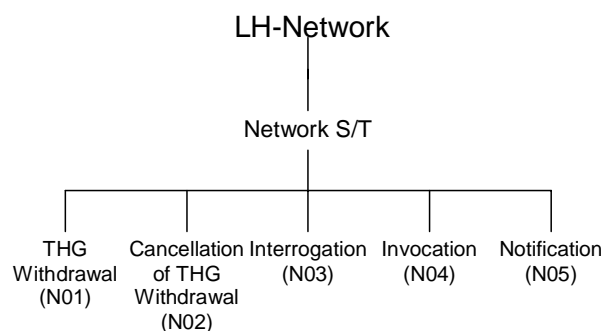 LH-Network
Network S/T
THG
Withdrawal
(N01)
Cancellation
of THG
Withdrawal
(N02)
Interrogation
(N03)
Invocation
(N04)
Notification
(N05)